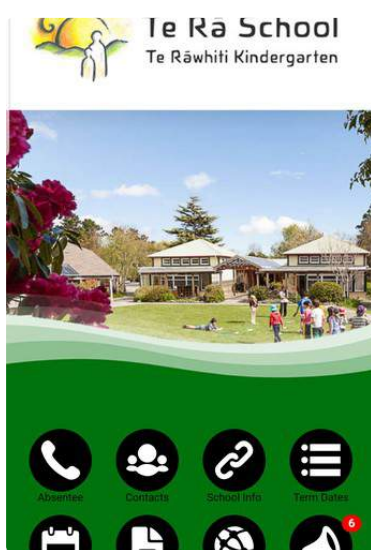 Te Rā School
Te Rāwhiti Kindergarten
Absentee
Contacts
School Info
Term Dates
6